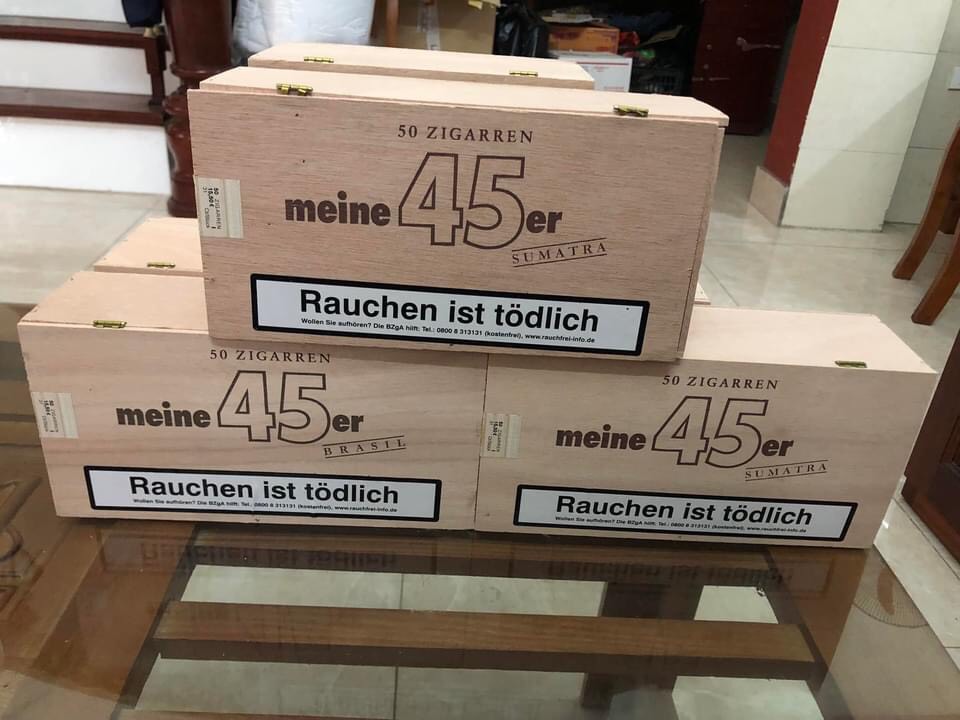 50 ZIGARREN
meine 45er
SUMATRA
50 ZIGARREN
Rauchen ist tödlich
Wollen Sie aufhören? Die BZgA hilft: Tel.: 0800 8 313131 (kostenfrei), www.rauchfrei-info.de
50 ZIGARREN
meine 45er
BRASIL
Rauchen ist tödlich
Wollen Sie aufhören? Die BZgA hilft: Tel.: 0800 8 313131 (kostenfrei), www.rauchfrei-info.de
50 ZIGARREN
meine 45er
SUMATRA
Rauchen ist tödlich
Wollen Sie aufhören? Die BZgA hilft: Tel.: 0800 8 313131 (kostenfrei), www.rauchfrei-info.de